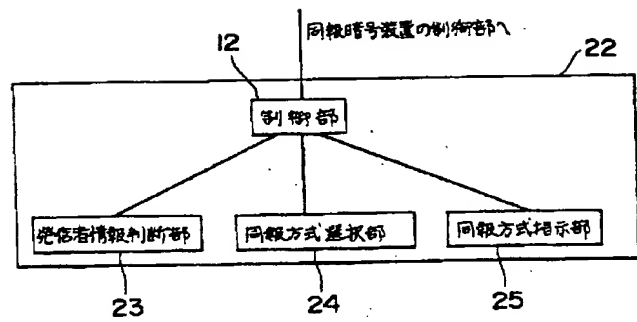 同報暗号装置の制御部へ
12
22
制御部
発信者情報判断部
同報方式選択部
同報方式指示部
23
24
25